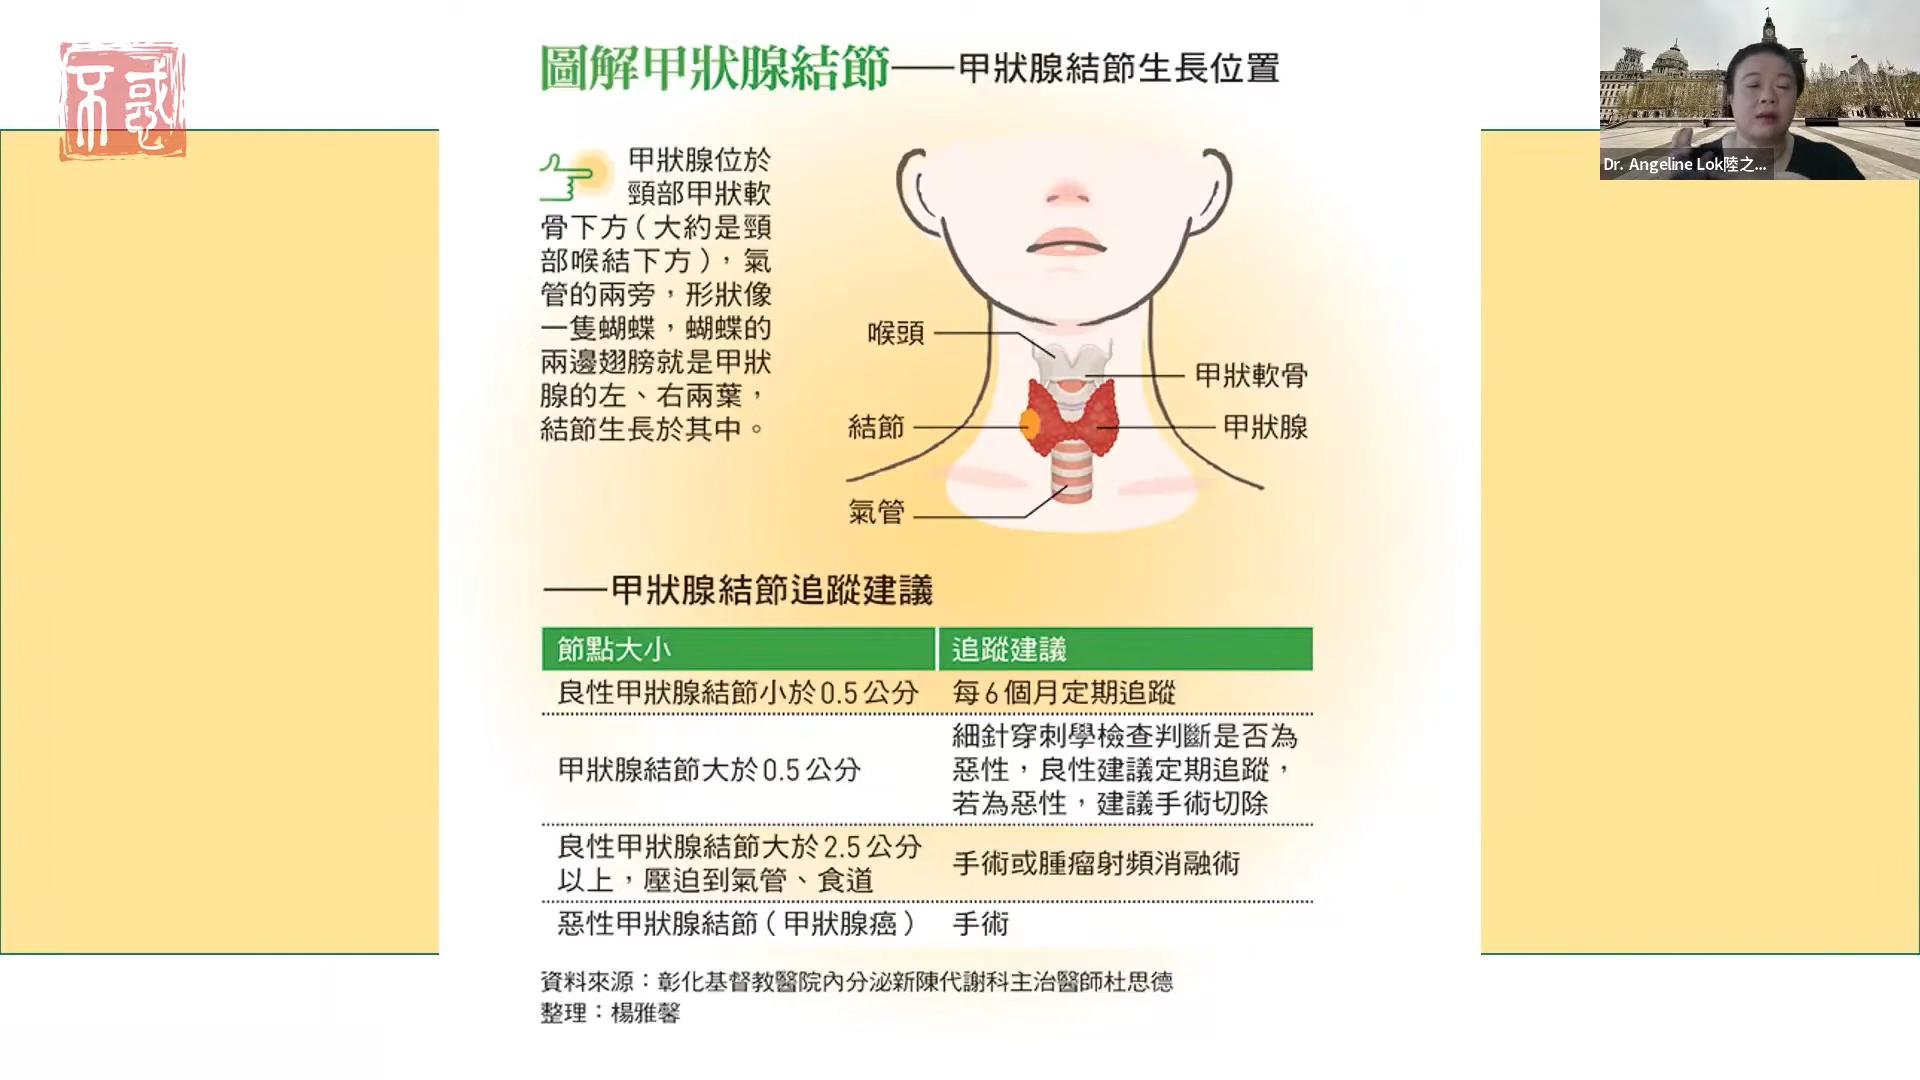 不惑
圖解甲狀腺結節——甲狀腺結節生長位置
Dr. Angeline Lok陸之...
甲狀腺位於
頸部甲狀軟
骨下方（大約是頸
部喉結下方），氣
管的兩旁，形狀像
一隻蝴蝶，蝴蝶的
兩邊翅膀就是甲狀
腺的左、右兩葉，
結節生長於其中。
喉頭
甲狀軟骨
結節
甲狀腺
氣管
——甲狀腺結節追蹤建議
節點大小 追蹤建議
良性甲狀腺結節小於0.5公分 每6個月定期追蹤
甲狀腺結節大於0.5公分
細針穿刺學檢查判斷是否為
惡性，良性建議定期追蹤，
若為惡性，建議手術切除
良性甲狀腺結節大於2.5公分
以上，壓迫到氣管、食道
手術或腫瘤射頻消融術
惡性甲狀腺結節（甲狀腺癌） 手術
資料來源：彰化基督教醫院內分泌新陳代謝科主治醫師杜思德
整理：楊雅馨